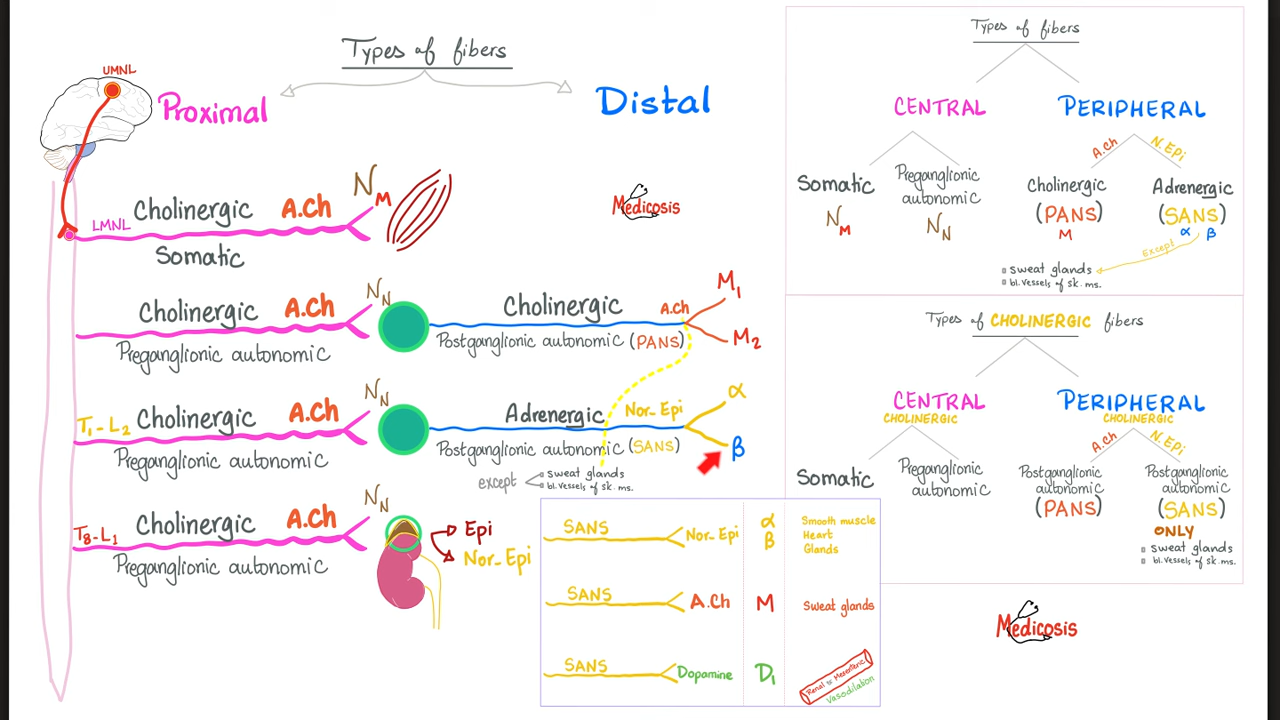 Types of fibers
UMNL
Proximal
Distal
LMNL
Cholinergic A.Ch
N M
Somatic
Medicosis
Cholinergic A.Ch
N N
Preganglionic autonomic
Cholinergic A.Ch
Postganglionic autonomic (PANS)
M1
M2
T1-L2
Cholinergic A.Ch
N N
Preganglionic autonomic
Adrenergic Nor-Epi
Postganglionic autonomic (SANS)
α
β
except
sweat glands
bl. vessels of sk. ms.
T8-L1
Cholinergic A.Ch
N N
Preganglionic autonomic
Epi
Nor-Epi
SANS Nor-Epi
α
β
Smooth muscle
Heart
Glands
SANS A.Ch
M
Sweat glands
SANS Dopamine
D1
Renal or Mesenteric
Vasodilation
Types of fibers
CENTRAL
PERIPHERAL
A.Ch
N.Epi
Somatic
N M
Preganglionic
autonomic
N N
Cholinergic
(PANS)
M
Adrenergic
(SANS)
α β
Except
sweat glands
bl. vessels of sk. ms.
Types of CHOLINERGIC fibers
CENTRAL
CHOLINERGIC
PERIPHERAL
CHOLINERGIC
A.Ch
N.Epi
Somatic
Preganglionic
autonomic
Postganglionic
autonomic
(PANS)
Postganglionic
autonomic
(SANS)
ONLY
sweat glands
bl. vessels of sk. ms.
Medicosis